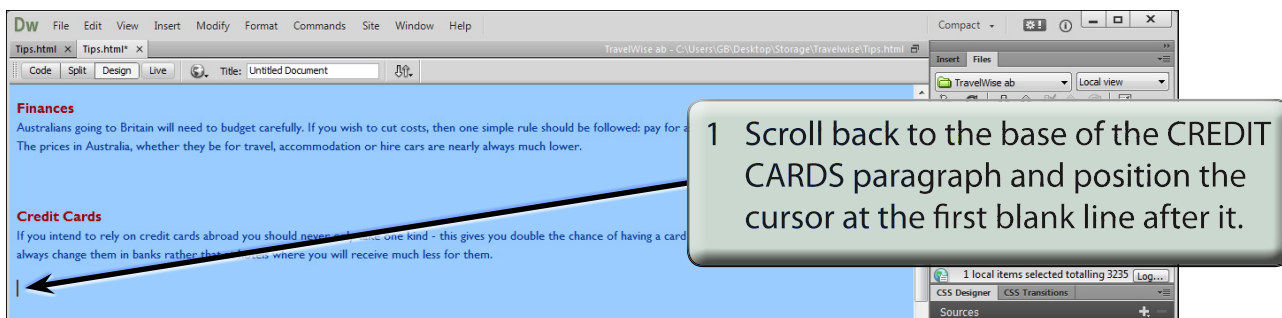 Dw File Edit View Insert Modify Format Commands Site Window Help Compact
Tips.html × Tips.html* × TravelWise ab - C:\Users\GB\Desktop\Storage\Travelwise\Tips.html
Insert Files
Code Split Design Live Title: Untitled Document
TravelWise ab Local view
Finances
Australians going to Britain will need to budget carefully. If you wish to cut costs, then one simple rule should be followed: pay for
The prices in Australia, whether they be for travel, accommodation or hire cars are nearly always much lower.
1 Scroll back to the base of the CREDIT
CARDS paragraph and position the
cursor at the first blank line after it.
Credit Cards
If you intend to rely on credit cards abroad you should never one kind - this gives you double the chance of having a card
always change them in banks rather where you will receive much less for them.
1 local items selected totalling 3235 Log...
CSS Designer CSS Transitions
Sources